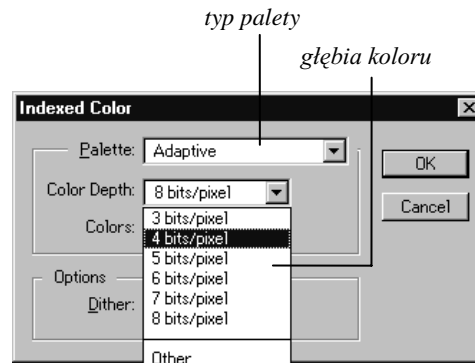 typ palety
głębia koloru
Indexed Color
Palette: Adaptive
OK
Color Depth: 8 bits/pixel
Cancel
Colors:
3 bits/pixel
4 bits/pixel
5 bits/pixel
6 bits/pixel
7 bits/pixel
8 bits/pixel
Options
Dither:
Other